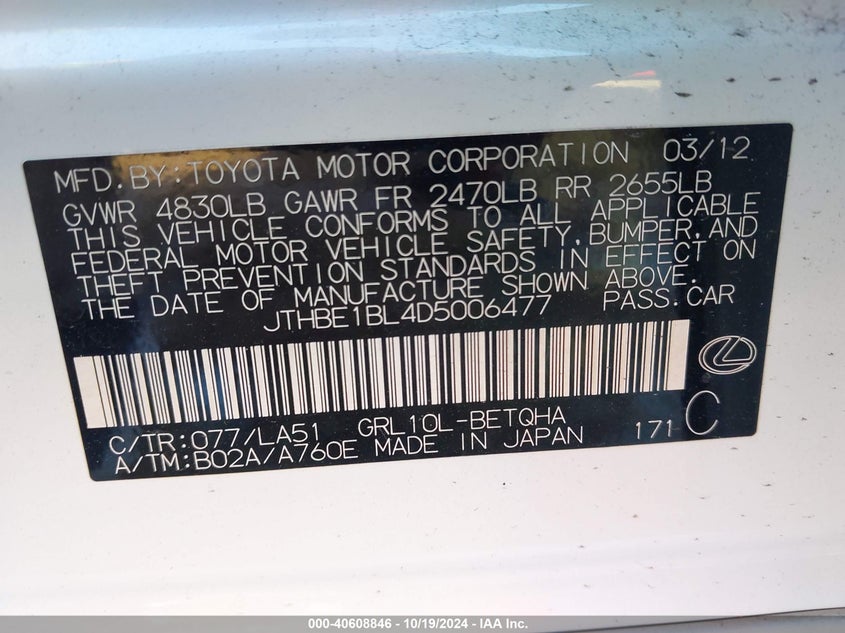 MFD. BY: TOYOTA MOTOR CORPORATION 03/12
GVWR 4830LB GAWR FR 2470LB RR 2655LB
THIS VEHICLE CONFORMS TO ALL APPLICABLE
FEDERAL MOTOR VEHICLE SAFETY, BUMPER, AND
THEFT PREVENTION STANDARDS IN EFFECT ON
THE DATE OF MANUFACTURE SHOWN ABOVE.
JTHBE1BL4D5006477 PASS. CAR
C/TR: 077/LA51 GRL10L-BETQHA 171 C
A/TM: B02A/A760E MADE IN JAPAN
000-40608846 - 10/19/2024 - IAA Inc.